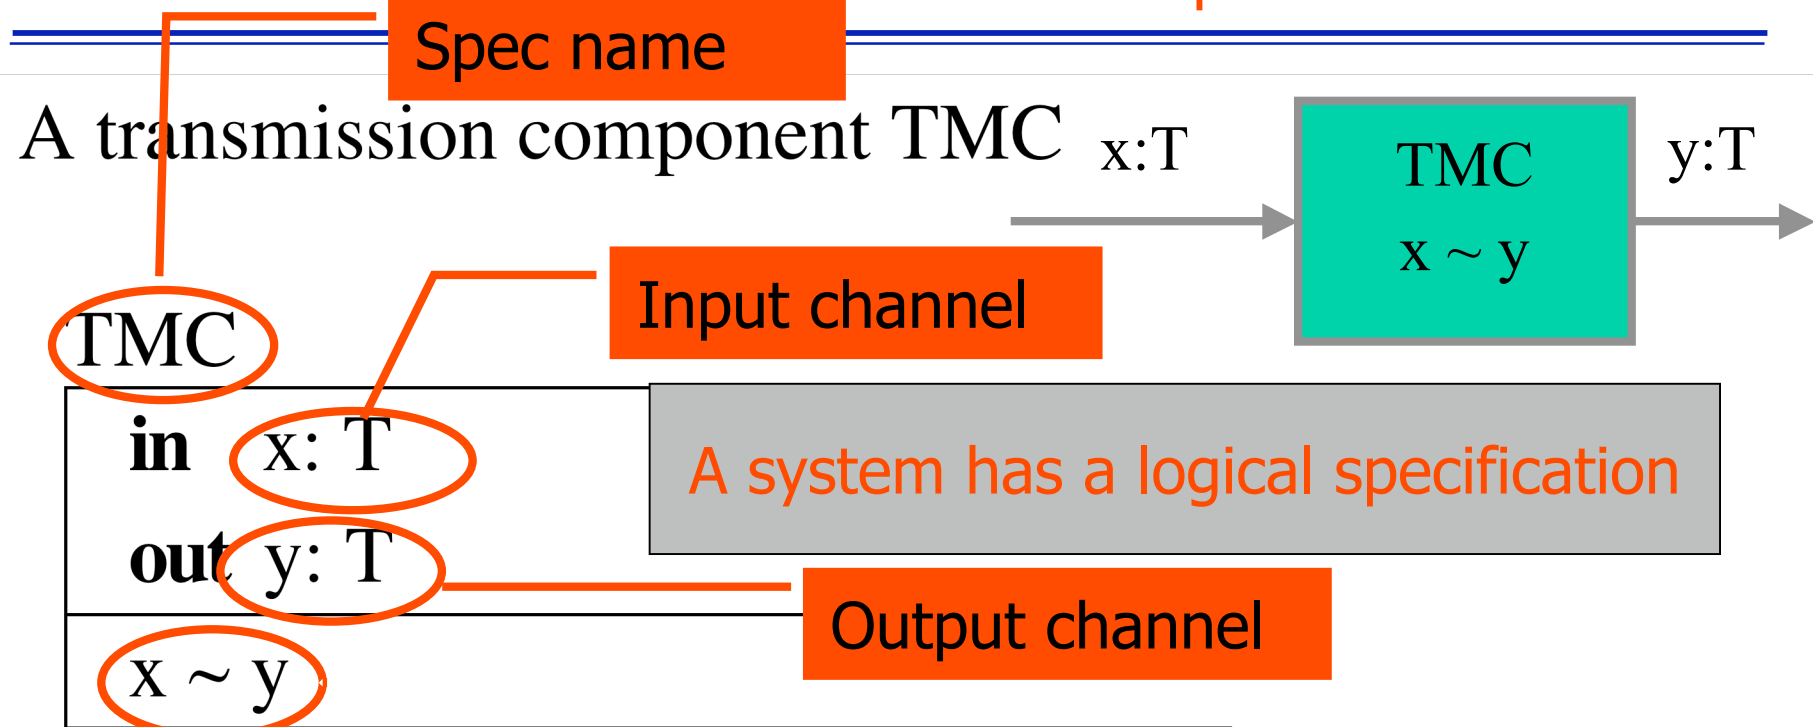 Spec name
A transmission component TMC
x:T
TMC
x ~ y
y:T
Input channel
TMC
in x: T
A system has a logical specification
out y: T
Output channel
x ~ y